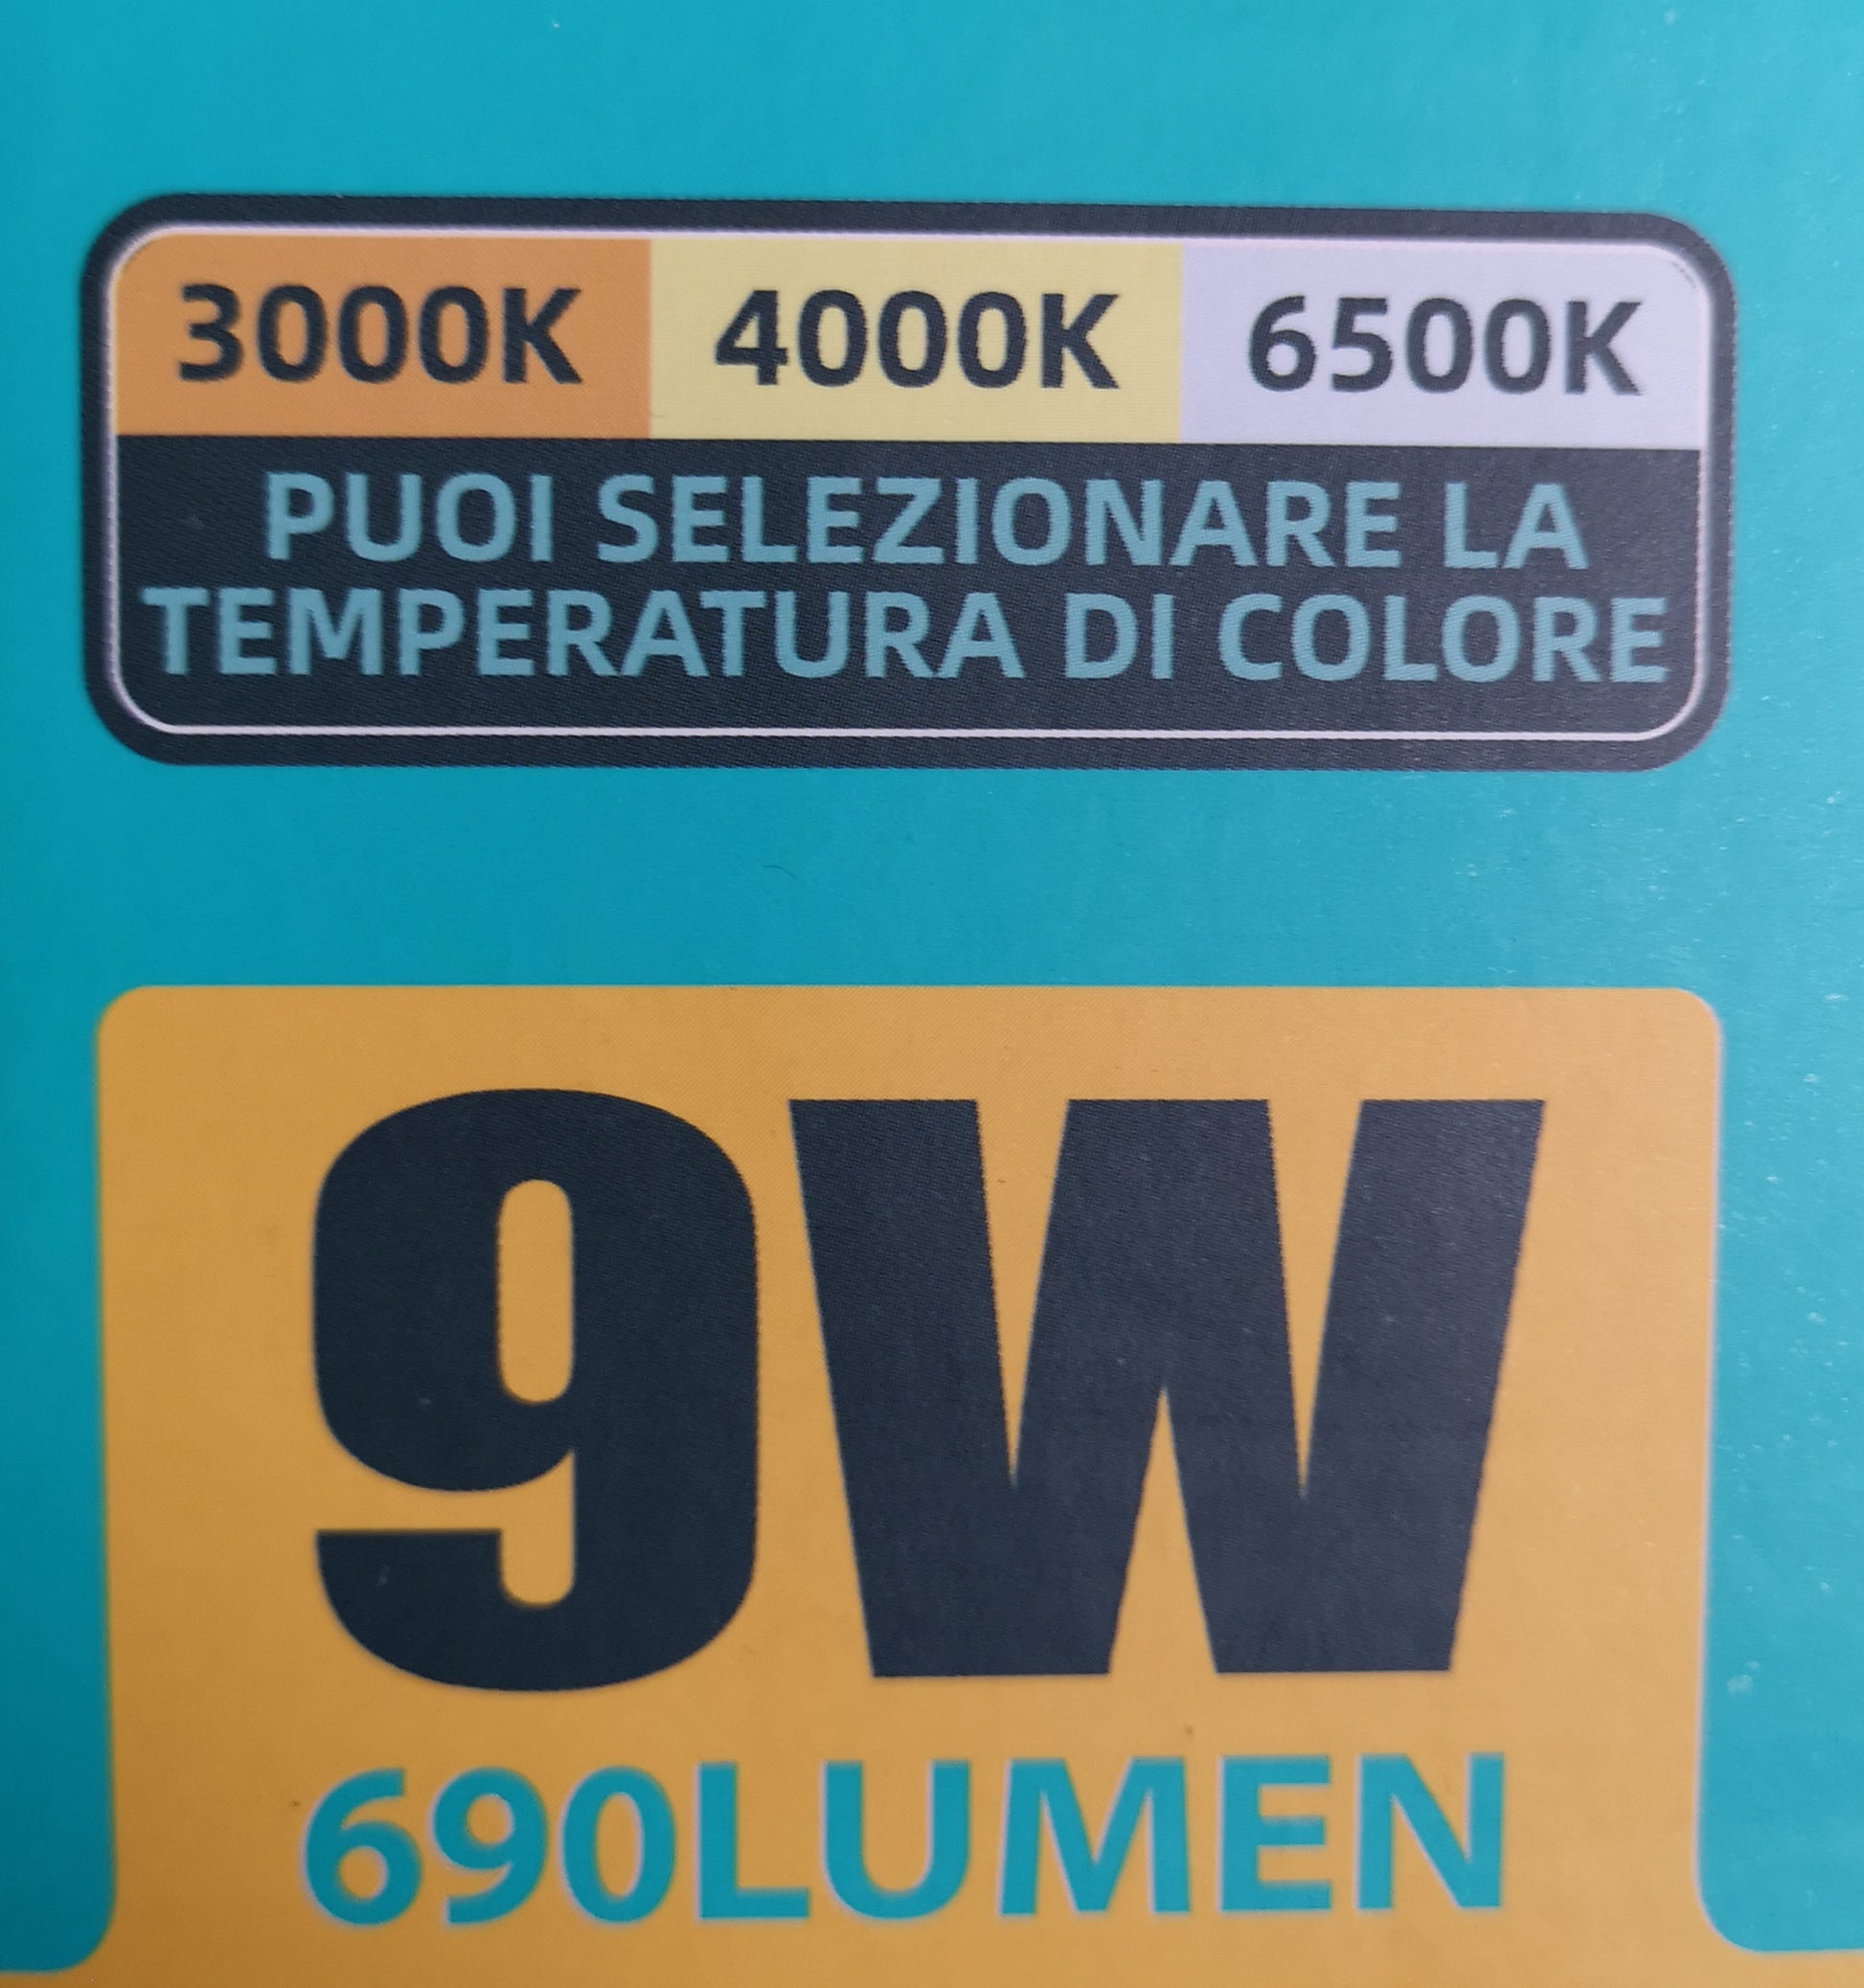 3000K 4000K 6500K
PUOI SELEZIONARE LA
TEMPERATURA DI COLORE
9W
690LUMEN